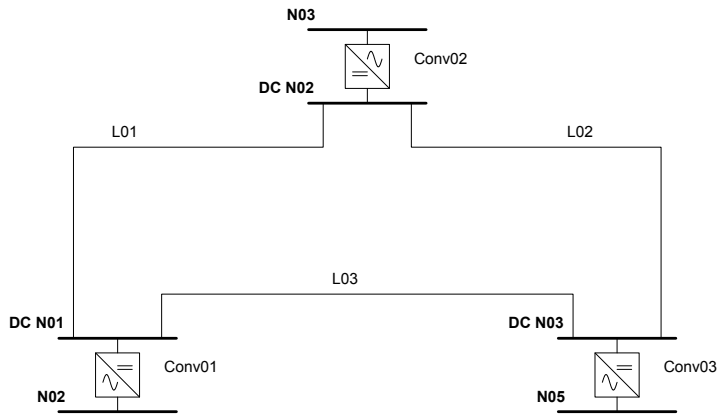 N03
Conv02
DC N02
L01
L02
L03
DC N01
DC N03
Conv01
Conv03
N02
N05